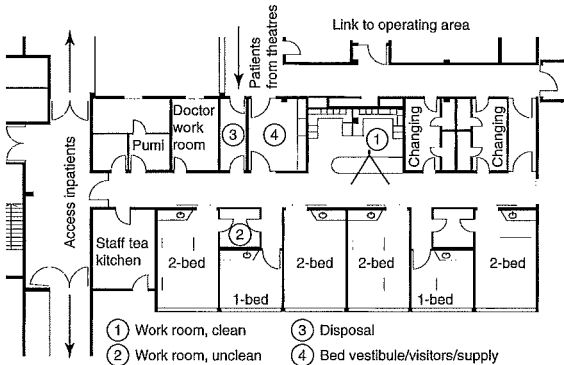 Link to operating area
Patients
from theatres
Access inpatients
Pumi
Doctor
work
room
3
4
1
Changing
Changing
Staff tea
kitchen
2-bed
2
1-bed
2-bed
2-bed
1-bed
2-bed
1 Work room, clean
2 Work room, unclean
3 Disposal
4 Bed vestibule/visitors/supply